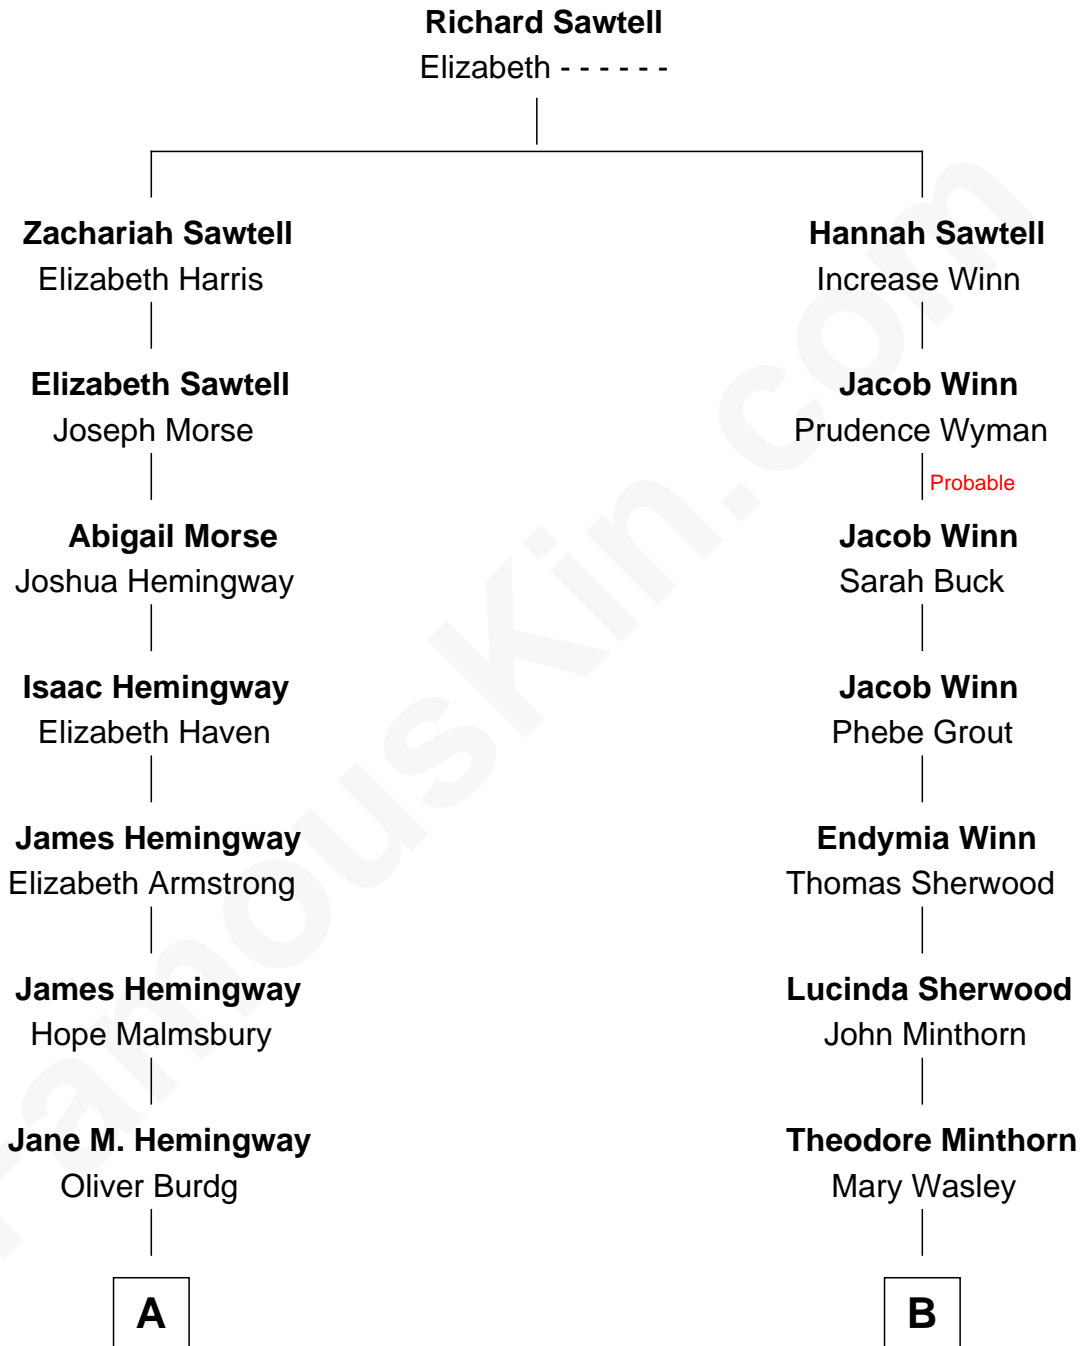 Richard Sawtell
Elizabeth - - - - - -
Zachariah Sawtell
Elizabeth Harris
Hannah Sawtell
Increase Winn
Elizabeth Sawtell
Joseph Morse
Jacob Winn
Prudence Wyman
Probable
Abigail Morse
Joshua Hemingway
Jacob Winn
Sarah Buck
Isaac Hemingway
Elizabeth Haven
Jacob Winn
Phebe Grout
James Hemingway
Elizabeth Armstrong
Endymia Winn
Thomas Sherwood
James Hemingway
Hope Malmsbury
Lucinda Sherwood
John Minthorn
Jane M. Hemingway
Oliver Burdg
Theodore Minthorn
Mary Wasley
A
B
FamousKin.com